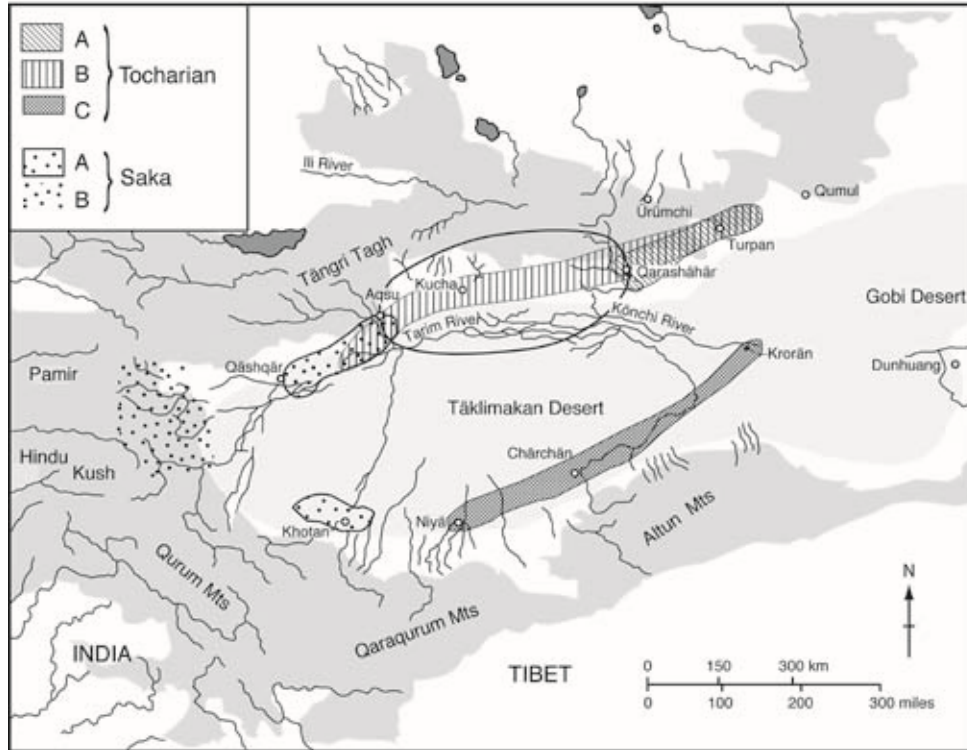 A
B
C
Tocharian
A
B
Saka
Ili River
Ürümchi
Qumul
Turpan
Tängri Tagh
Kucha
Qarashähär
Aqsu
Gobi Desert
Tarim River
Könchi River
Qäshqär
Krorän
Dunhuang
Pamir
Täklimakan Desert
Hindu
Kush
Chärchän
Khotan
Niyä
Altun Mts
Qurum Mts
Qaraqurum Mts
N
INDIA
TIBET
0 150 300 km
0 100 200 300 miles